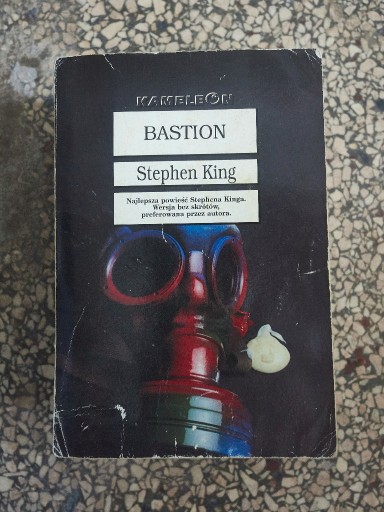 KAMELEON
BASTION
Stephen King
Najlepsza powieść Stephena Kinga.
Wersja bez skrótów,
preferowana przez autora.